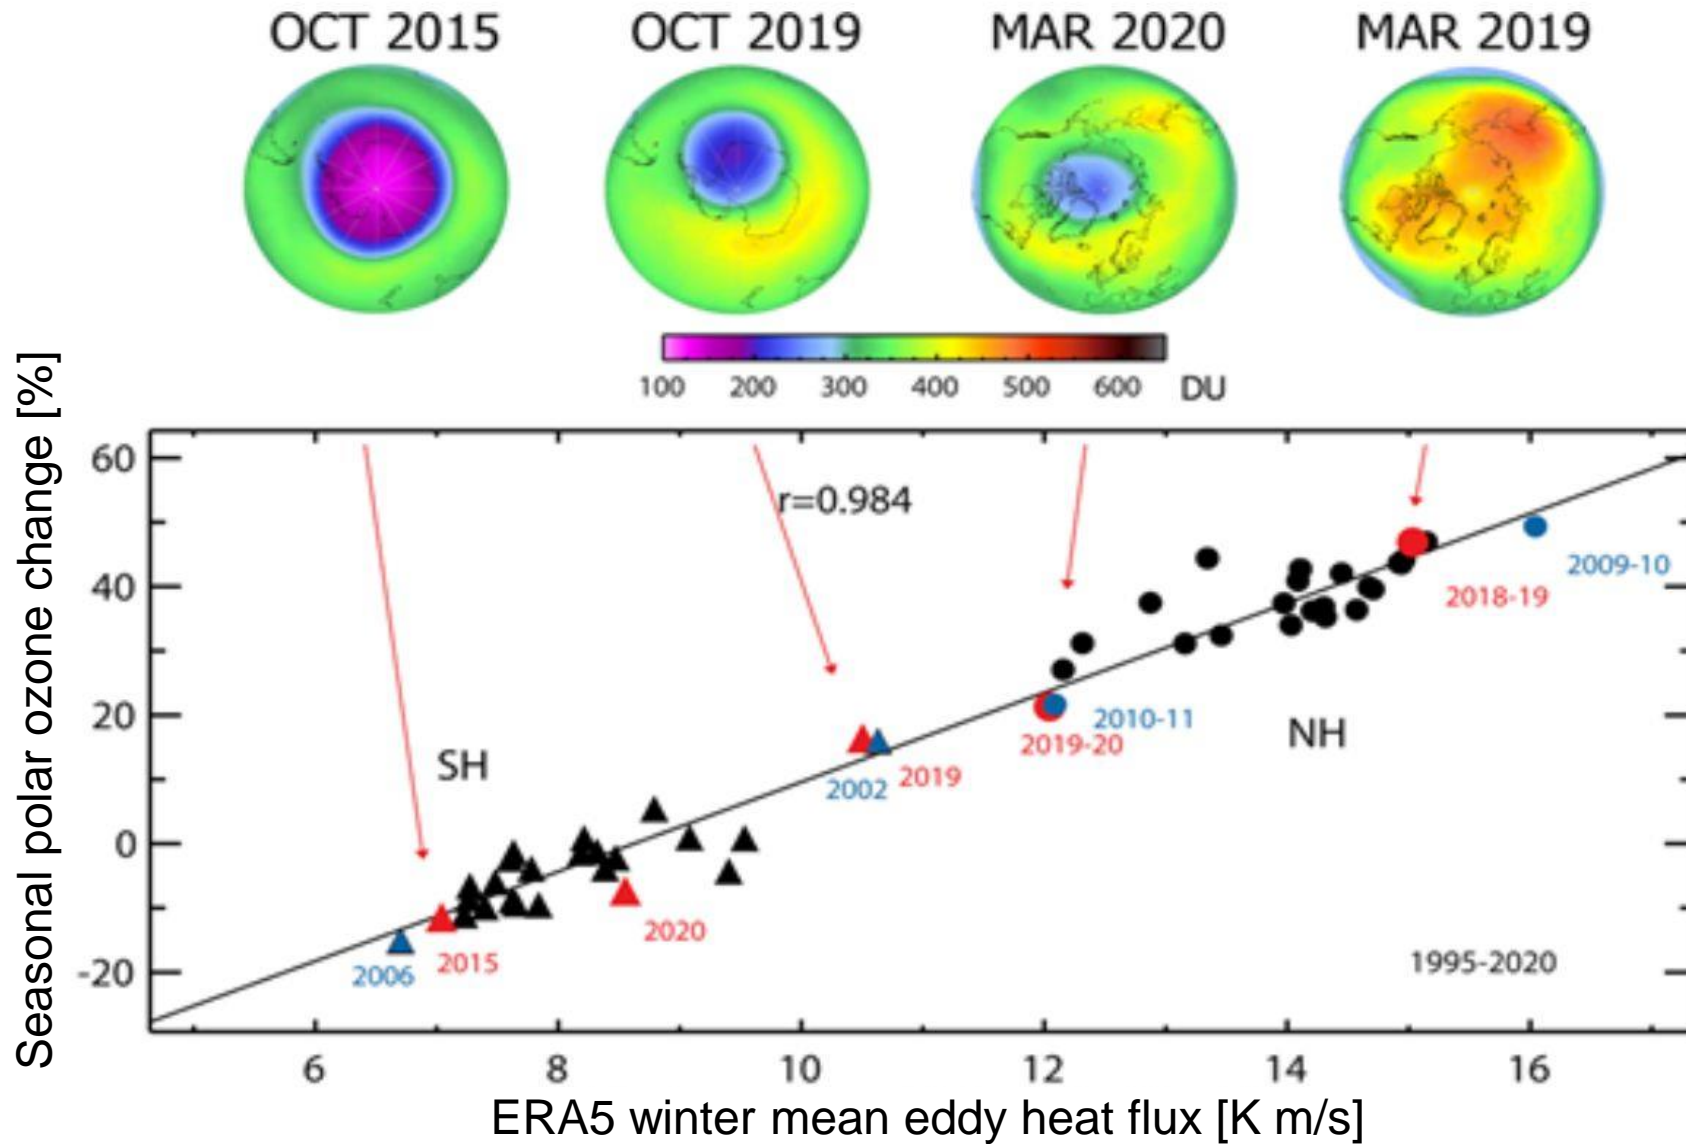 OCT 2015 OCT 2019 MAR 2020 MAR 2019
100 200 300 400 500 600 DU
Seasonal polar ozone change [%]
60
40
20
0
-20
r=0.984
2009-10
2018-19
2010-11
2019-20
NH
SH
2019
2002
2020
2015
2006
1995-2020
6 8 10 12 14 16
ERA5 winter mean eddy heat flux [K m/s]